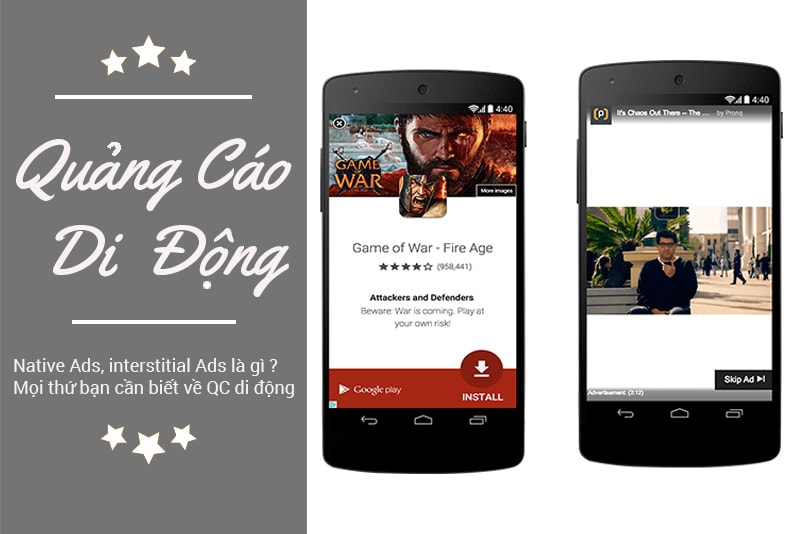 Quảng Cáo
Di Động
Native Ads, interstitial Ads là gì ?
Mọi thứ bạn cần biết về QC di động
4:40
GAME OF WAR
FIRE AGE
More images
Game of War - Fire Age
(958,441)
Attackers and Defenders
Beware: War is coming. Play at
your own risk!
Google play
INSTALL
4:40
It's Chaos Out There – The ...
by Pronq
Skip Ad
Advertisement: (2:12)